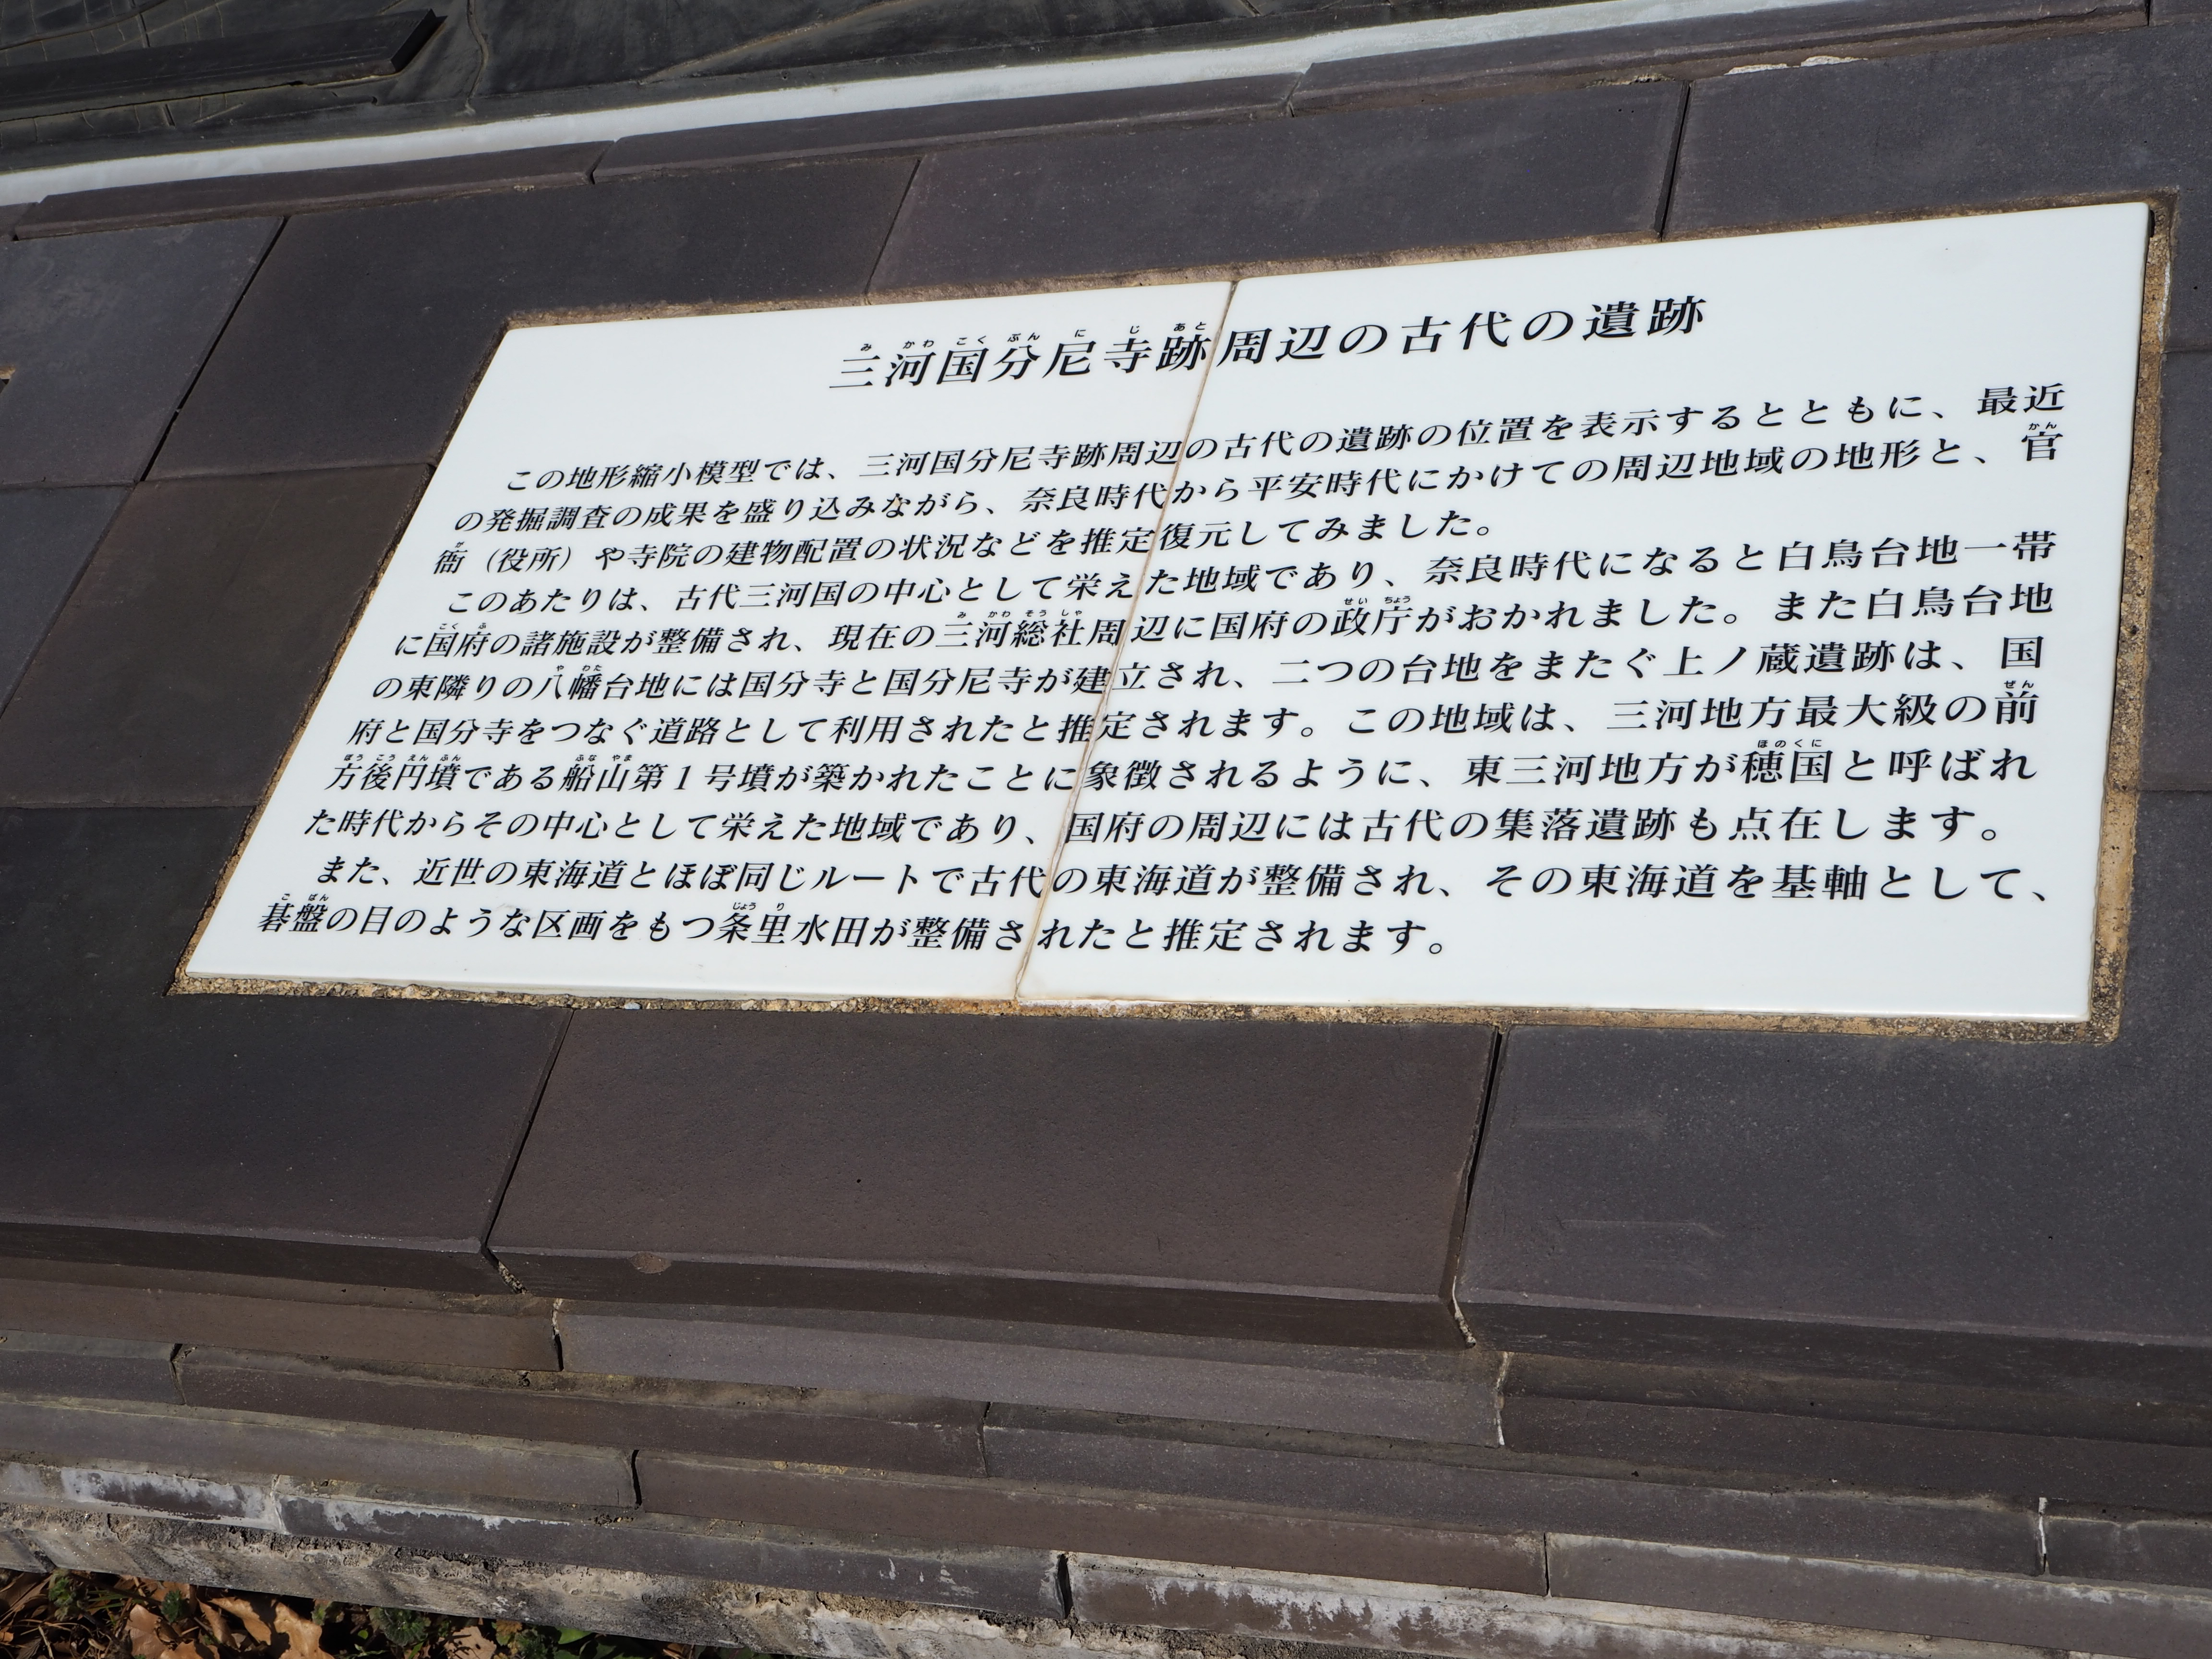 三河国分尼寺跡周辺の古代の遺跡
この地形縮小模型では、三河国分尼寺跡周辺の古代の遺跡の位置を表示するとともに、最近
の発掘調査の成果を盛り込みながら、奈良時代から平安時代にかけての周辺地域の地形と、官
衙（役所）や寺院の建物配置の状況などを推定復元してみました。
このあたりは、古代三河国の中心として栄えた地域であり、奈良時代になると白鳥台地一帯
に国府の諸施設が整備され、現在の三河総社周辺に国府の政庁がおかれました。また白鳥台地
の東隣りの八幡台地には国分寺と国分尼寺が建立され、二つの台地をまたぐ上ノ蔵遺跡は、国
府と国分寺をつなぐ道路として利用されたと推定されます。この地域は、三河地方最大級の前
方後円墳である船山第１号墳が築かれたことに象徴されるように、東三河地方が穂国と呼ばれ
た時代からその中心として栄えた地域であり、国府の周辺には古代の集落遺跡も点在します。
また、近世の東海道とほぼ同じルートで古代の東海道が整備され、その東海道を基軸として、
碁盤の目のような区画をもつ条里水田が整備されたと推定されます。